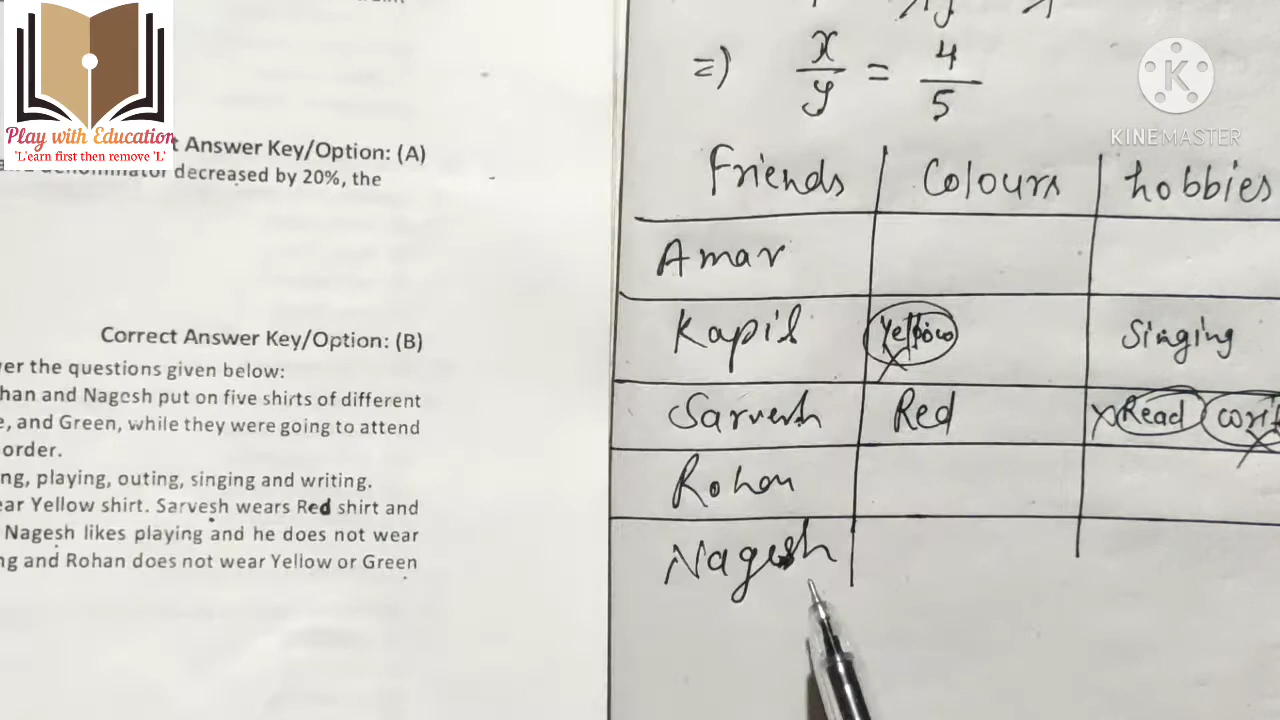 Play with Education
'L'earn first then remove 'L'
t Answer Key/Option: (A)
denominator decreased by 20%, the
Correct Answer Key/Option: (B)
er the questions given below:
han and Nagesh put on five shirts of different
e, and Green, while they were going to attend
order.
ng, playing, outing, singing and writing.
ear Yellow shirt. Sarvesh wears Red shirt and
Nagesh likes playing and he does not wear
ng and Rohan does not wear Yellow or Green
=) x/y = 4/5
KINEMASTER
Friends Colours hobbies
Amar
Kapil Yellow Singing
Sarvesh Red Read writ
Rohan
Nagesh